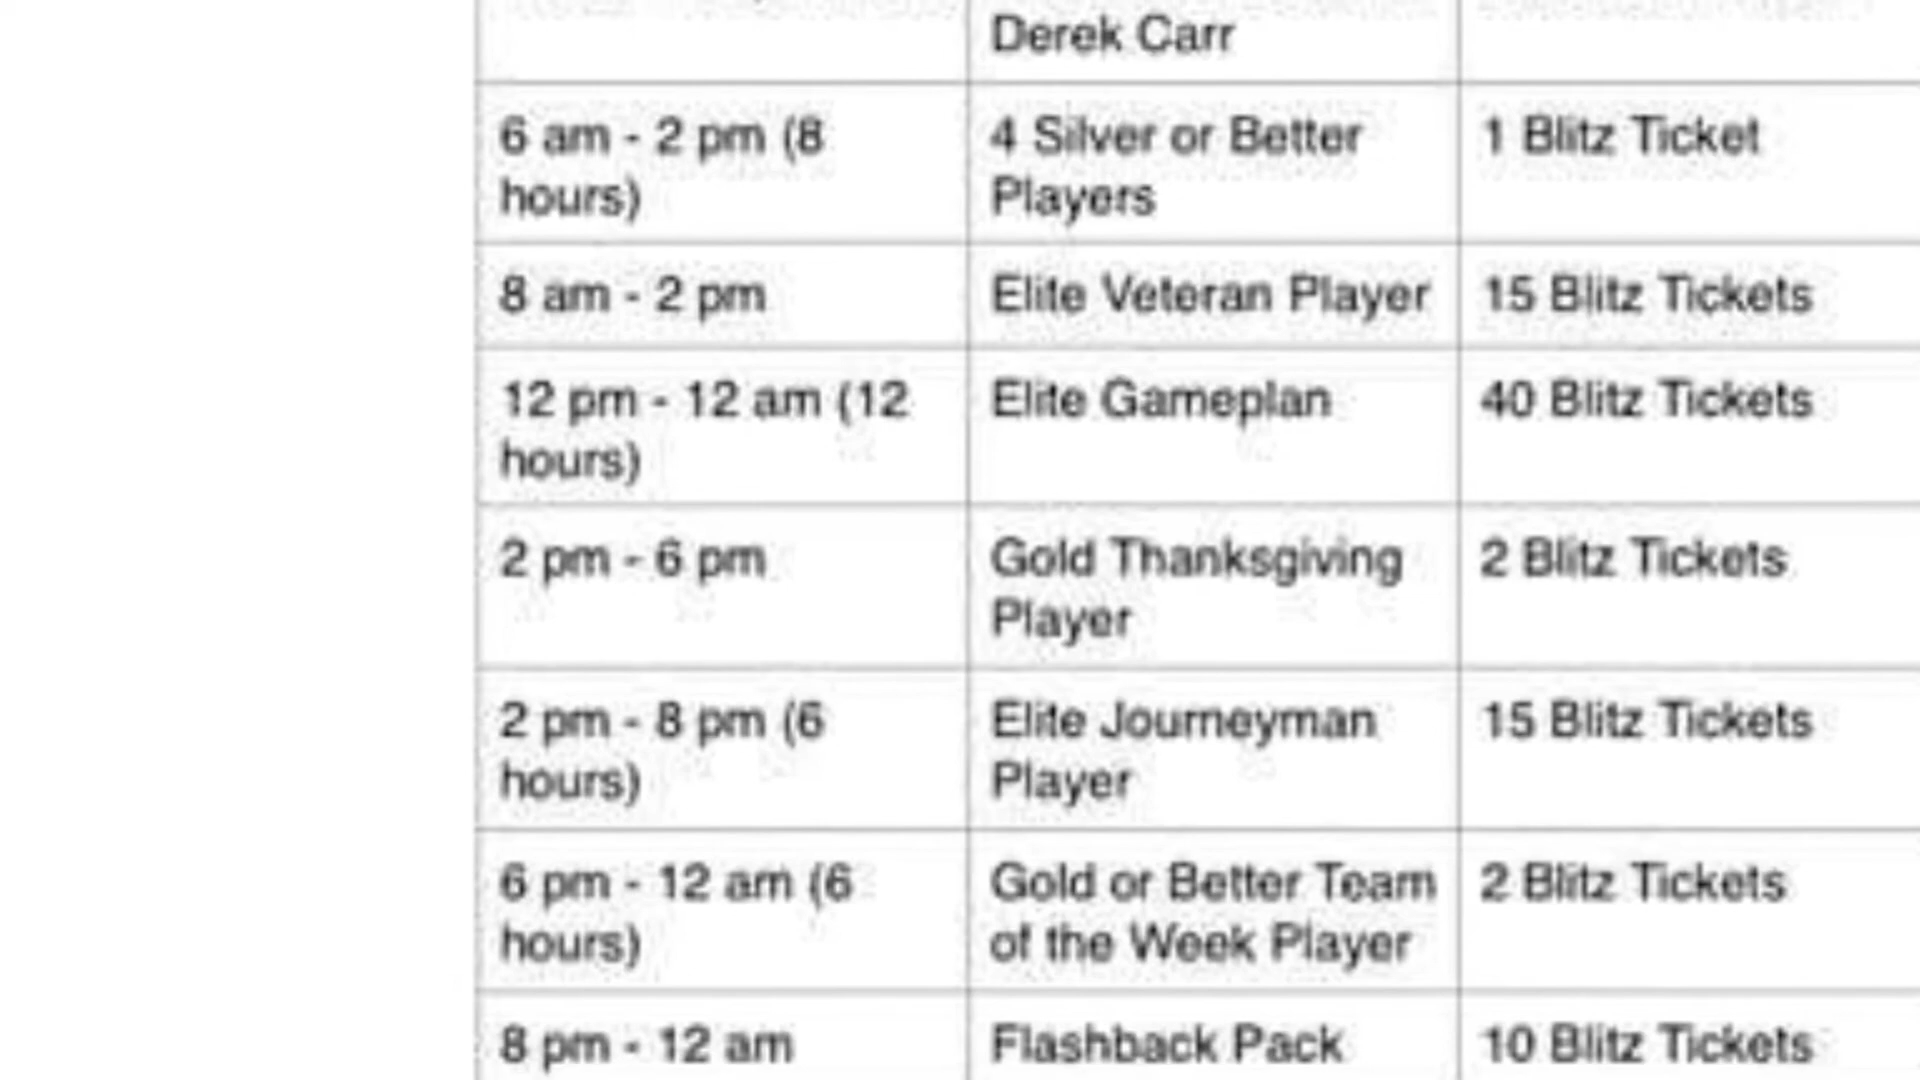 Derek Carr
6 am - 2 pm (8
hours)
4 Silver or Better
Players
1 Blitz Ticket
8 am - 2 pm
Elite Veteran Player
15 Blitz Tickets
12 pm - 12 am (12
hours)
Elite Gameplan
40 Blitz Tickets
2 pm - 6 pm
Gold Thanksgiving
Player
2 Blitz Tickets
2 pm - 8 pm (6
hours)
Elite Journeyman
Player
15 Blitz Tickets
6 pm - 12 am (6
hours)
Gold or Better Team
of the Week Player
2 Blitz Tickets
8 pm - 12 am
Flashback Pack
10 Blitz Tickets